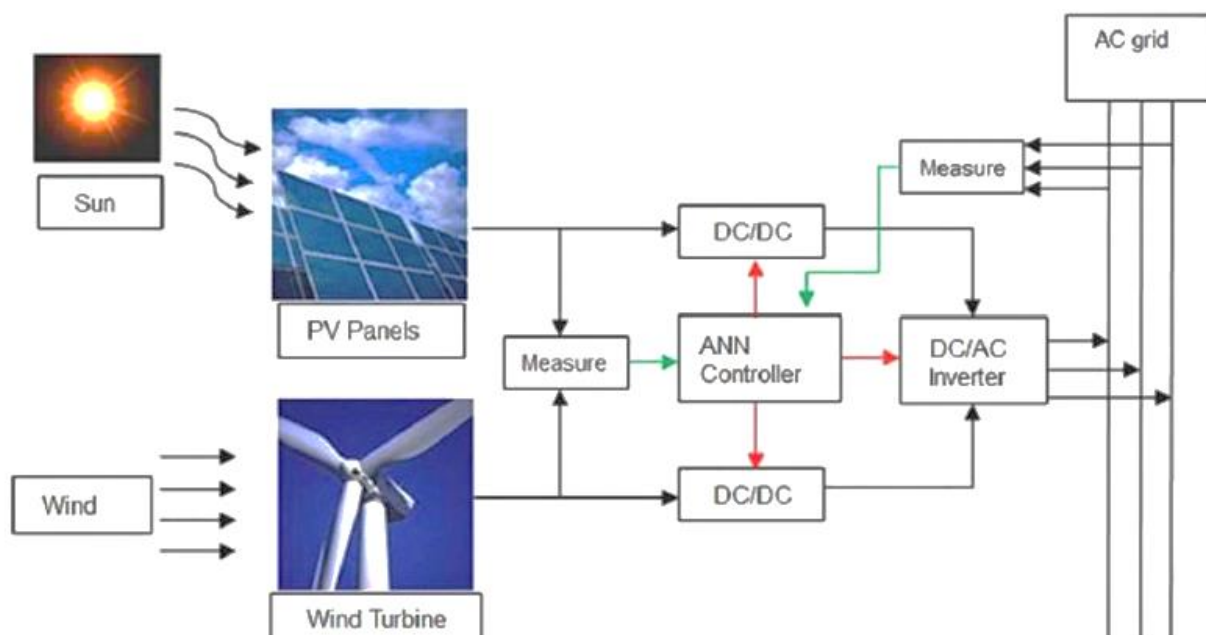 AC grid
Sun
Measure
DC/DC
PV Panels
Measure
ANN
Controller
DC/AC
Inverter
Wind
DC/DC
Wind Turbine